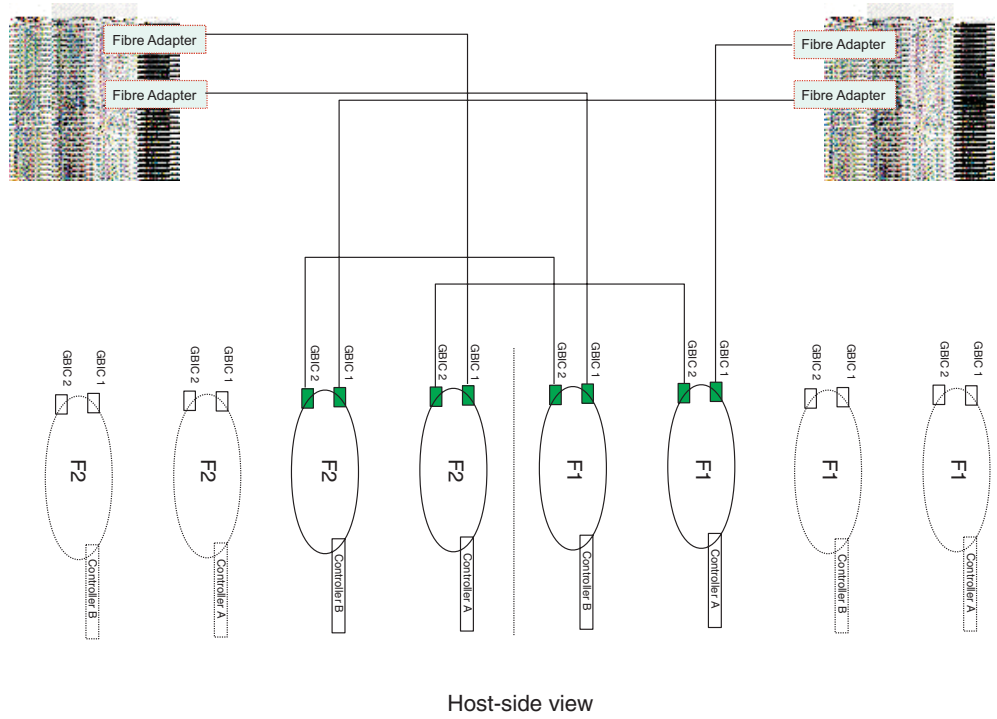 Fibre Adapter
Fibre Adapter
Fibre Adapter
Fibre Adapter
GBIC 2
GBIC 1
GBIC 2
GBIC 1
GBIC 2
GBIC 1
GBIC 2
GBIC 1
GBIC 2
GBIC 1
GBIC 2
GBIC 1
GBIC 2
GBIC 1
GBIC 2
GBIC 1
F2
F2
F2
F2
F1
F1
F1
F1
Controller B
Controller A
Controller B
Controller A
Controller B
Controller A
Controller B
Controller A
Host-side view